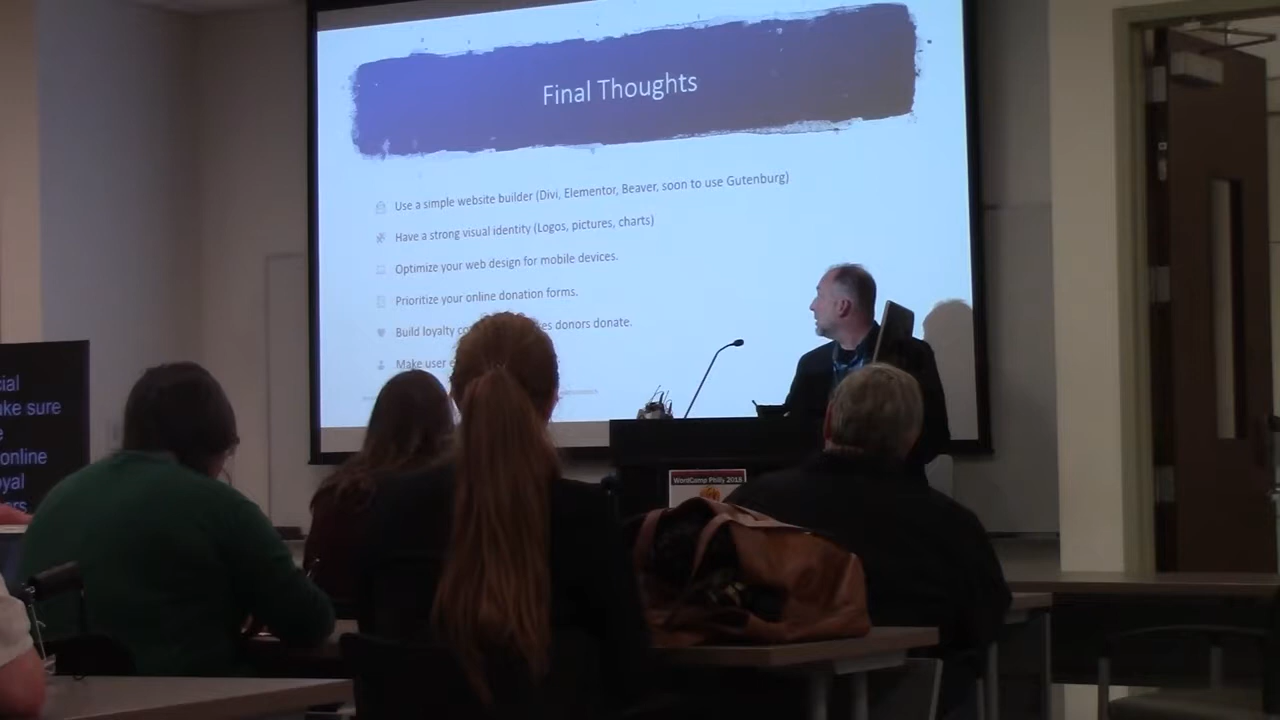 Final Thoughts
Use a simple website builder (Divi, Elementor, Beaver, soon to use Gutenburg)
Have a strong visual identity (Logos, pictures, charts)
Optimize your web design for mobile devices.
Prioritize your online donation forms.
Build loyalty
donors donate.
Make user
cial
ake sure
e
online
oyal
ors
WordCamp Philly 2018